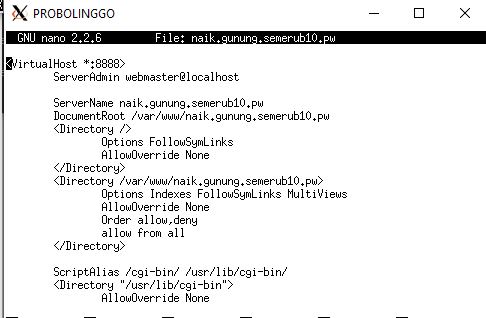 PROBOLINGGO
GNU nano 2.2.6 File: naik.gunung.semerub10.pw
<VirtualHost *:8888>
ServerAdmin webmaster@localhost
ServerName naik.gunung.semerub10.pw
DocumentRoot /var/www/naik.gunung.semerub10.pw
<Directory />
Options FollowSymLinks
AllowOverride None
</Directory>
<Directory /var/www/naik.gunung.semerub10.pw>
Options Indexes FollowSymLinks MultiViews
AllowOverride None
Order allow,deny
allow from all
</Directory>
ScriptAlias /cgi-bin/ /usr/lib/cgi-bin/
<Directory "/usr/lib/cgi-bin">
AllowOverride None